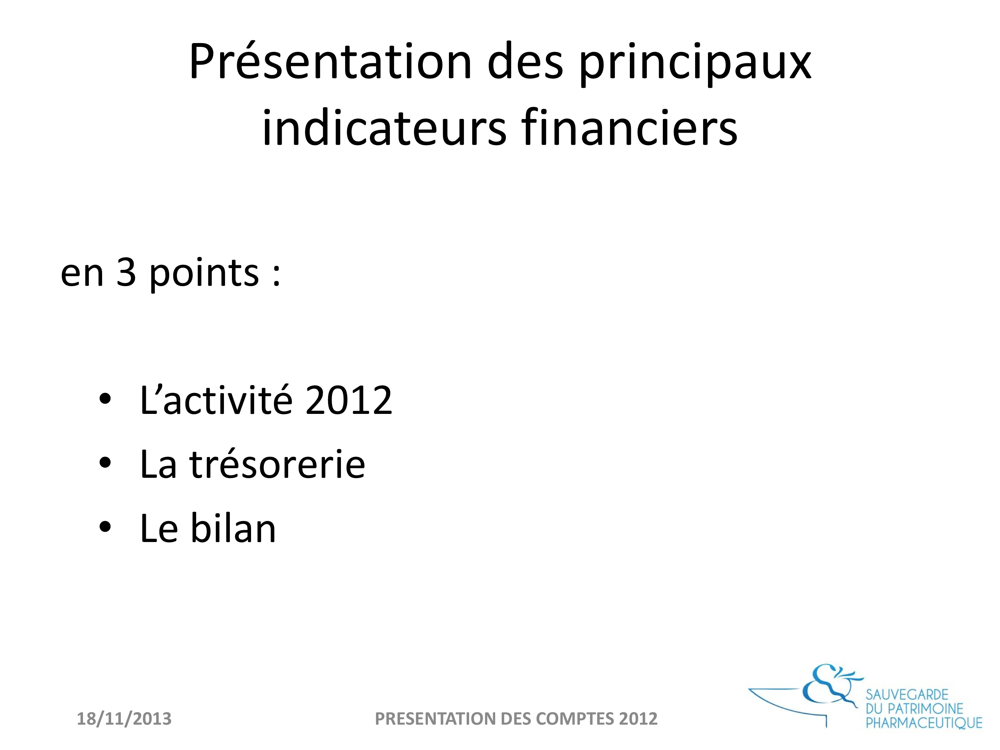 Présentation des principaux
indicateurs financiers
en 3 points :
• L’activité 2012
• La trésorerie
• Le bilan
18/11/2013
PRESENTATION DES COMPTES 2012
SAUVEGARDE
DU PATRIMOINE
PHARMACEUTIQUE